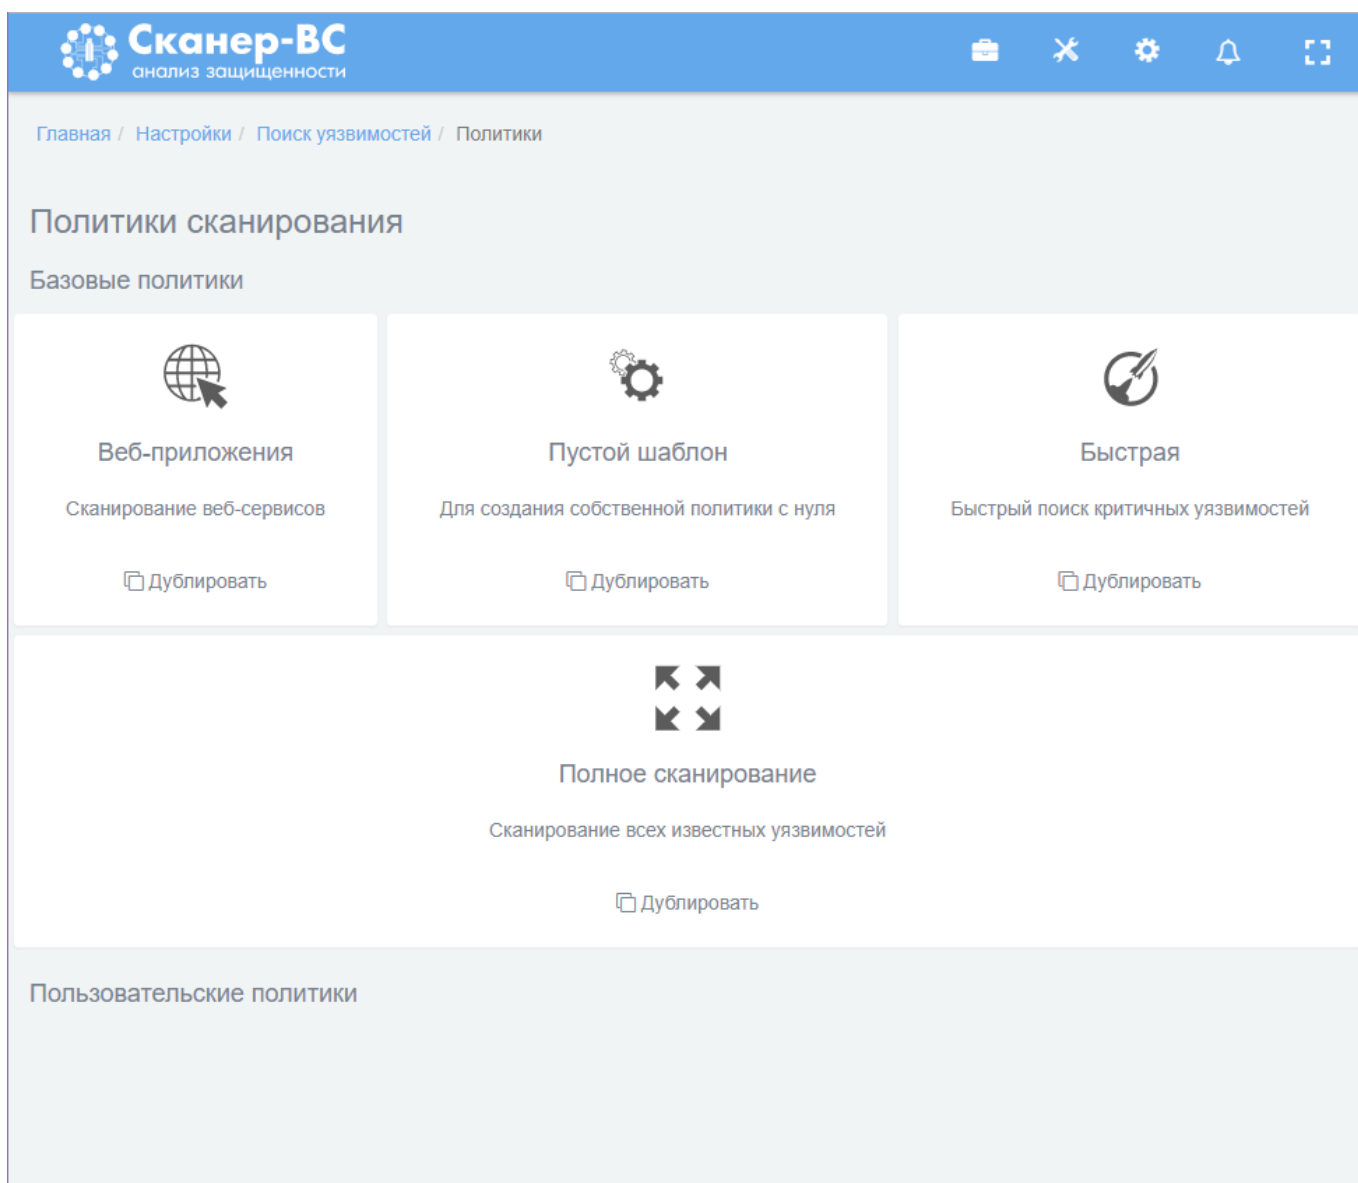 Сканер-ВС
анализ защищенности
Главная / Настройки / Поиск уязвимостей / Политики
Политики сканирования
Базовые политики
Веб-приложения
Сканирование веб-сервисов
Дублировать
Пустой шаблон
Для создания собственной политики с нуля
Дублировать
Быстрая
Быстрый поиск критичных уязвимостей
Дублировать
Полное сканирование
Сканирование всех известных уязвимостей
Дублировать
Пользовательские политики